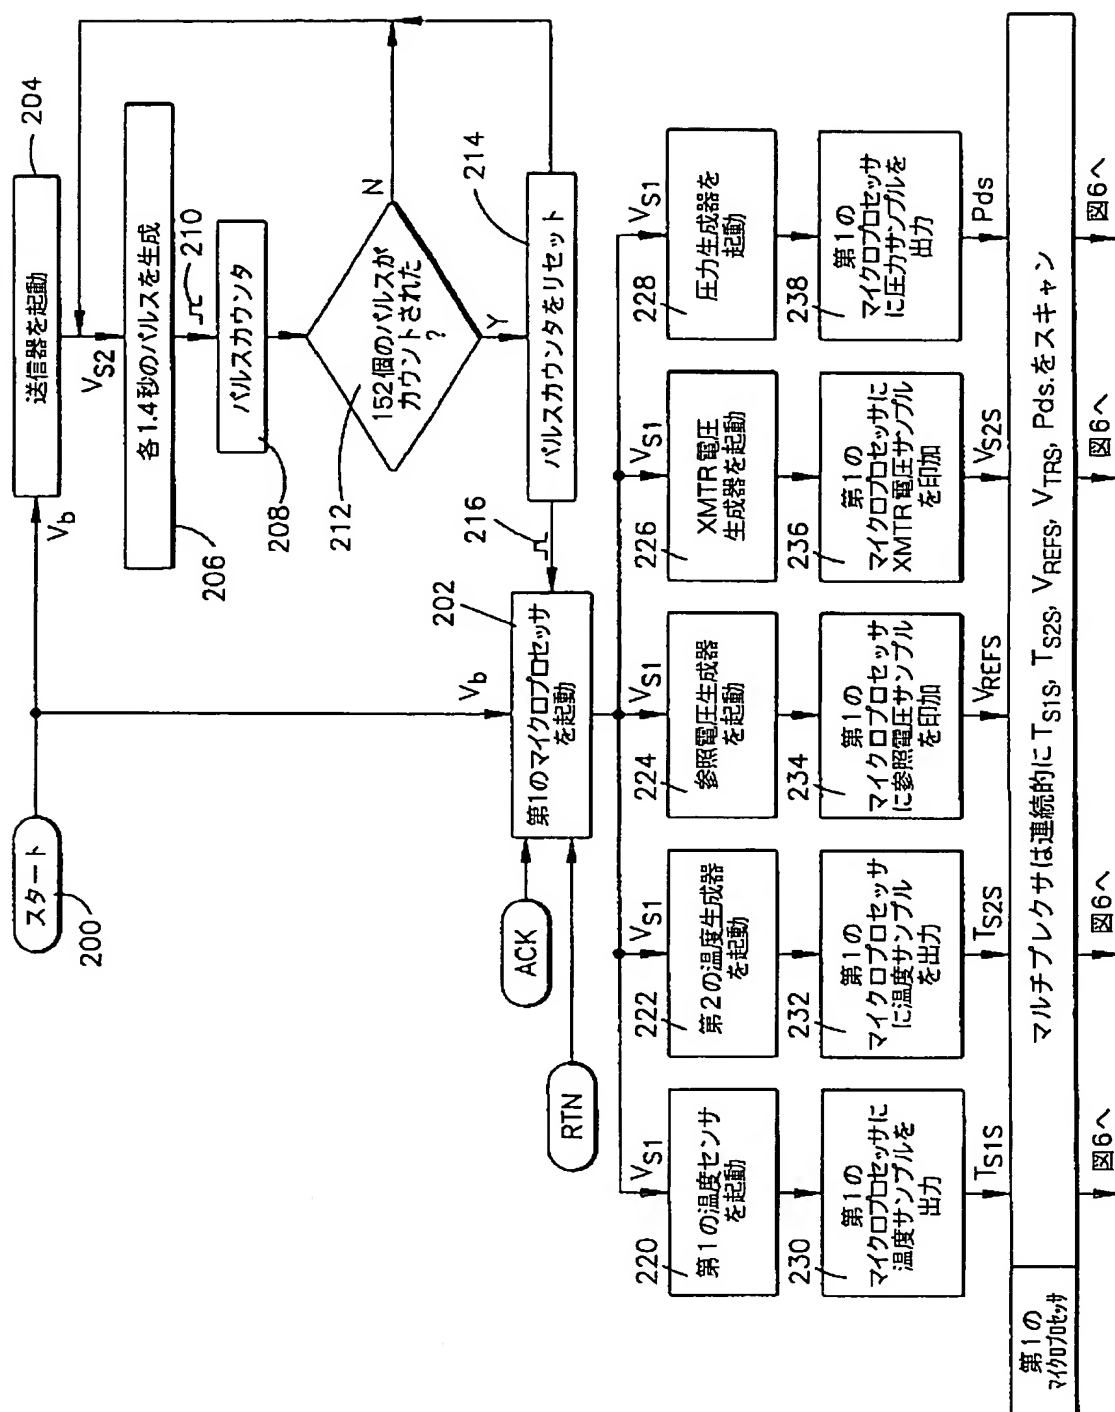 スタート
200
V_b
送信器を起動
204
V_S2
各1.4秒のパルスを生成
206
210
パルスカウンタ
208
152個のパルスが
カウントされた
?
212
N
Y
パルスカウンタをリセット
214
216
V_b
202
第1のマイクロプロセッサ
を起動
ACK
RTN
V_S1
220
第1の温度センサ
を起動
V_S1
222
第2の温度生成器
を起動
V_S1
224
参照電圧生成器
を起動
V_S1
226
XMTR電圧
生成器を起動
V_S1
228
圧力生成器を
起動
230
第1の
マイクロプロセッサに
温度サンプルを
出力
232
第1の
マイクロプロセッサ
に温度サンプル
を出力
234
第1の
マイクロプロセッサ
に参照電圧サンプル
を印加
236
第1の
マイクロプロセッサに
XMTR電圧サンプル
を印加
238
第1の
マイクロプロセッサ
に圧力サンプルを
出力
T_S1S
T_S2S
V_REFS
V_S2S
Pds
第1の
マイクロプロセッサ
マルチプレクサは連続的にT_S1S, T_S2S, V_REFS, V_TRS, Pds.をスキャン
図6へ
図6へ
図6へ
図6へ